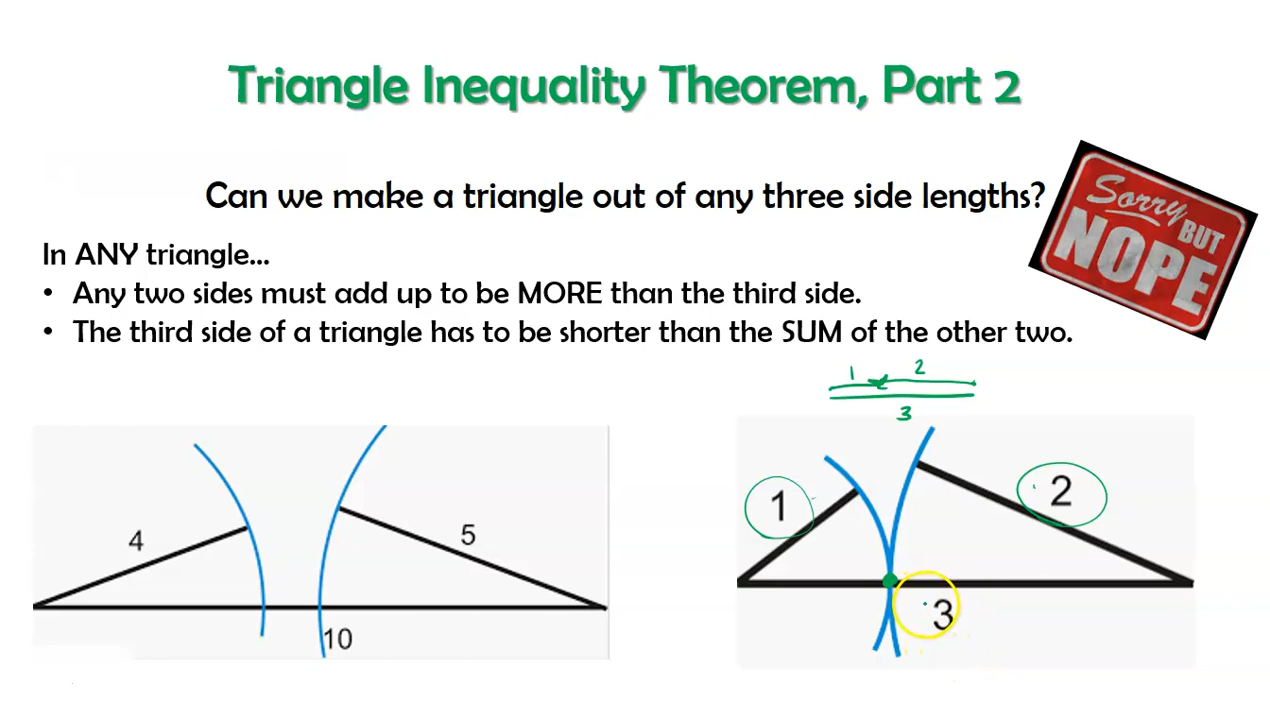 Triangle Inequality Theorem, Part 2
Can we make a triangle out of any three side lengths?
Sorry
BUT
NOPE
In ANY triangle...
• Any two sides must add up to be MORE than the third side.
• The third side of a triangle has to be shorter than the SUM of the other two.
1 2
3
4
5
10
1
2
3